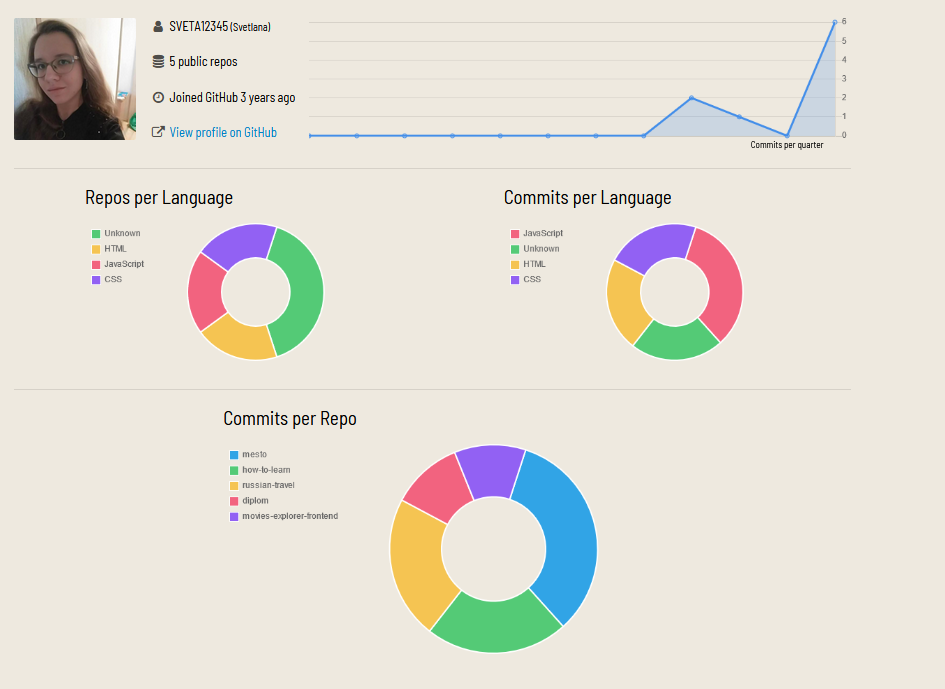 SVETA12345 (Svetlana)
5 public repos
Joined GitHub 3 years ago
View profile on GitHub
6
5
4
3
2
1
0
Commits per quarter
Repos per Language
Unknown
HTML
JavaScript
CSS
Commits per Language
JavaScript
Unknown
HTML
CSS
Commits per Repo
mesto
how-to-learn
russian-travel
diplom
movies-explorer-frontend